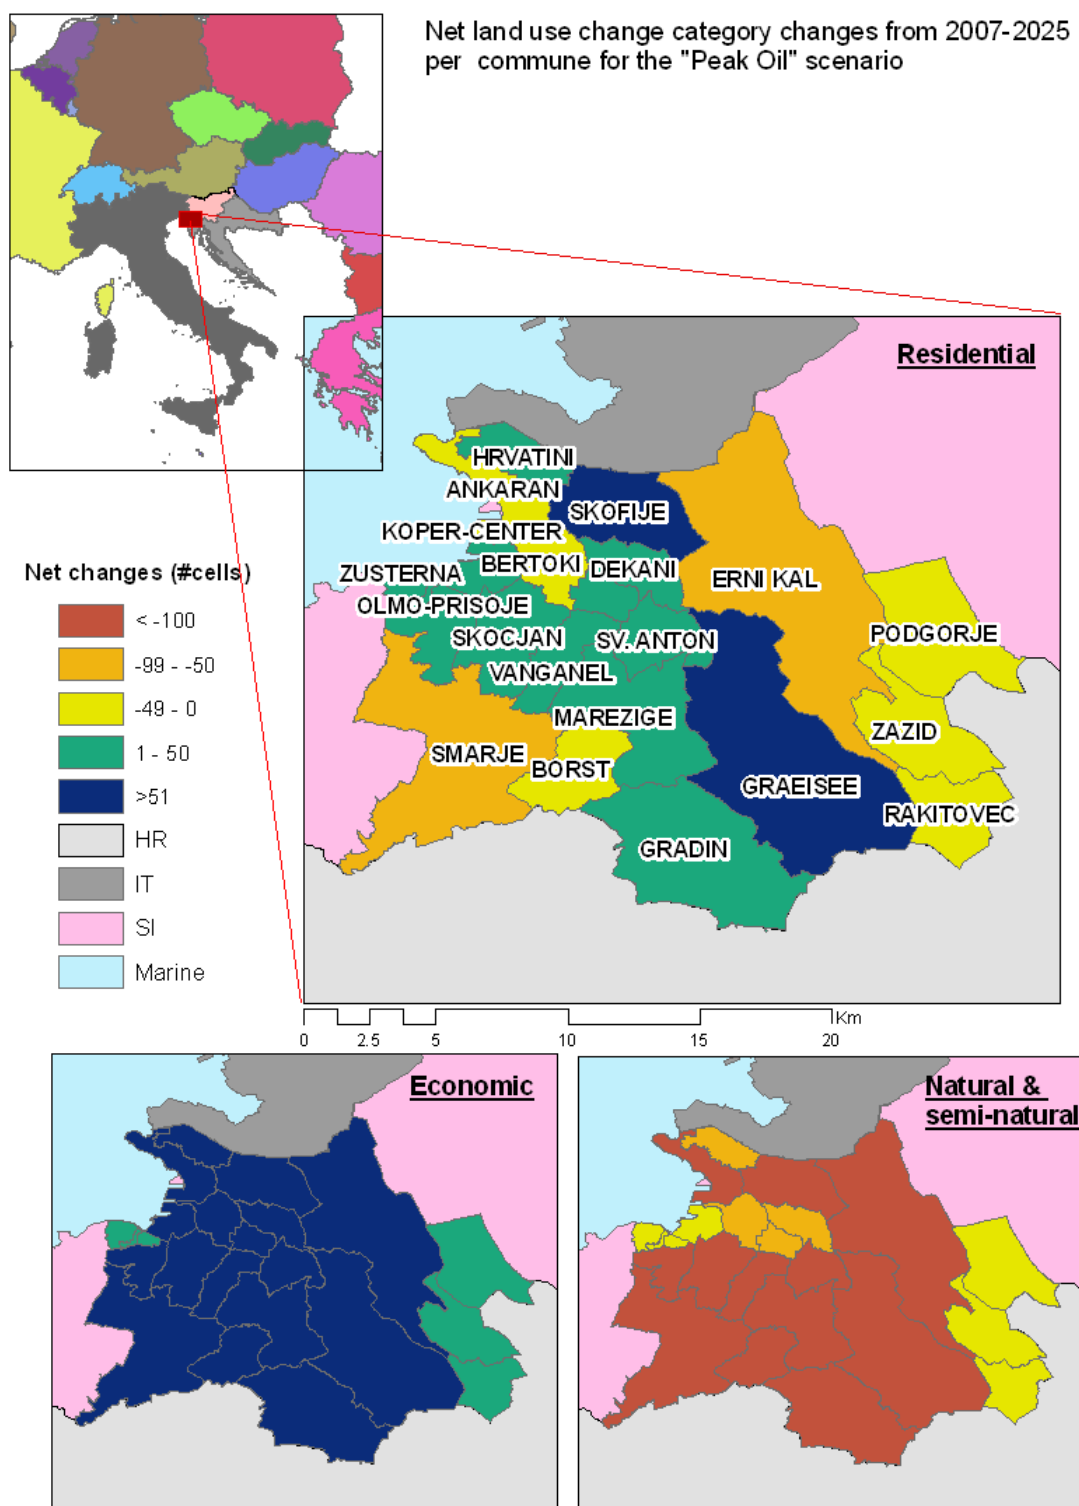 Net land use change category changes from 2007-2025
per commune for the "Peak Oil" scenario
Residential
HRVATINI
ANKARAN
SKOFIJE
KOPER-CENTER
BERTOKI
DEKANI
ZUSTERNA
ERNI KAL
OLMO-PRISOJE
SKOCJAN
SV. ANTON
PODGORJE
VANGANEL
MAREZIGE
ZAZID
SMARJE
BORST
GRAEISEE
RAKITOVEC
GRADIN
Net changes (#cells)
< -100
-99 - -50
-49 - 0
1 - 50
>51
HR
IT
SI
Marine
Km
0 2.5 5 10 15 20
Economic
Natural &
semi-natural